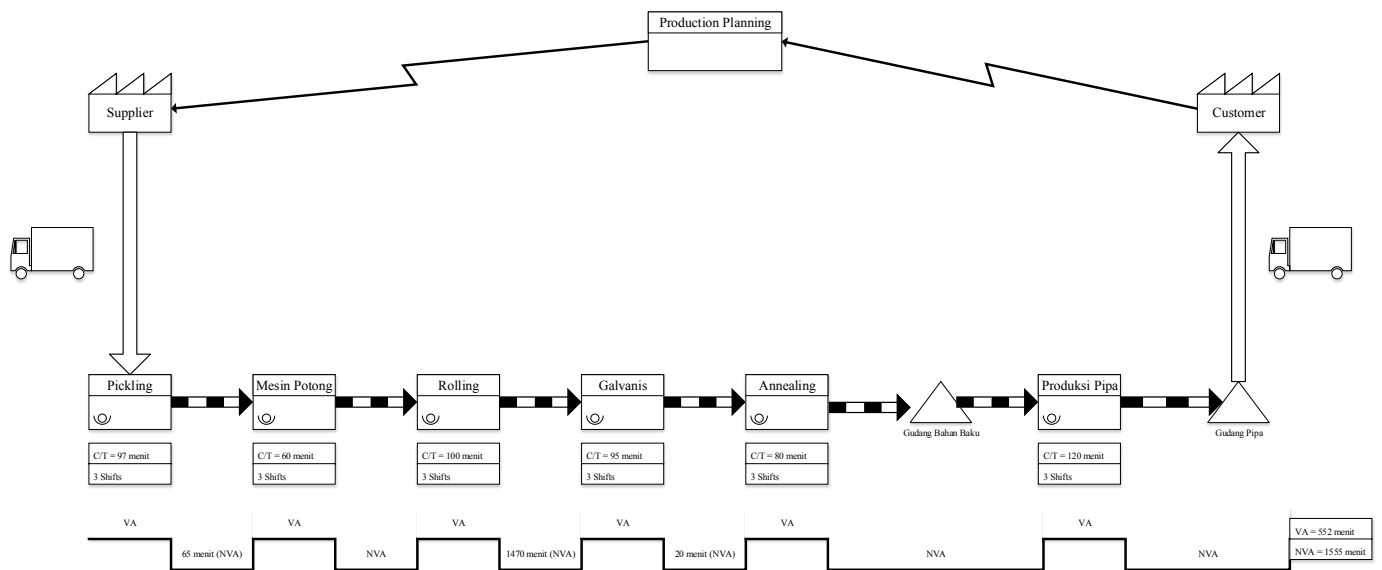 Production Planning
Supplier
Customer
Pickling
Mesin Potong
Rolling
Galvanis
Annealing
Produksi Pipa
Gudang Bahan Baku
Gudang Pipa
C/T = 97 menit
C/T = 60 menit
C/T = 100 menit
C/T = 95 menit
C/T = 80 menit
C/T = 120 menit
3 Shifts
3 Shifts
3 Shifts
3 Shifts
3 Shifts
3 Shifts
VA
VA
VA
VA
VA
VA
VA = 552 menit
65 menit (NVA)
NVA
1470 menit (NVA)
20 menit (NVA)
NVA
NVA
NVA = 1555 menit